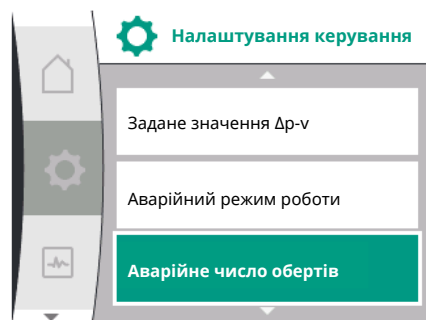 Налаштування керування
Задане значення Δp-v
Аварійний режим роботи
Аварійне число обертів